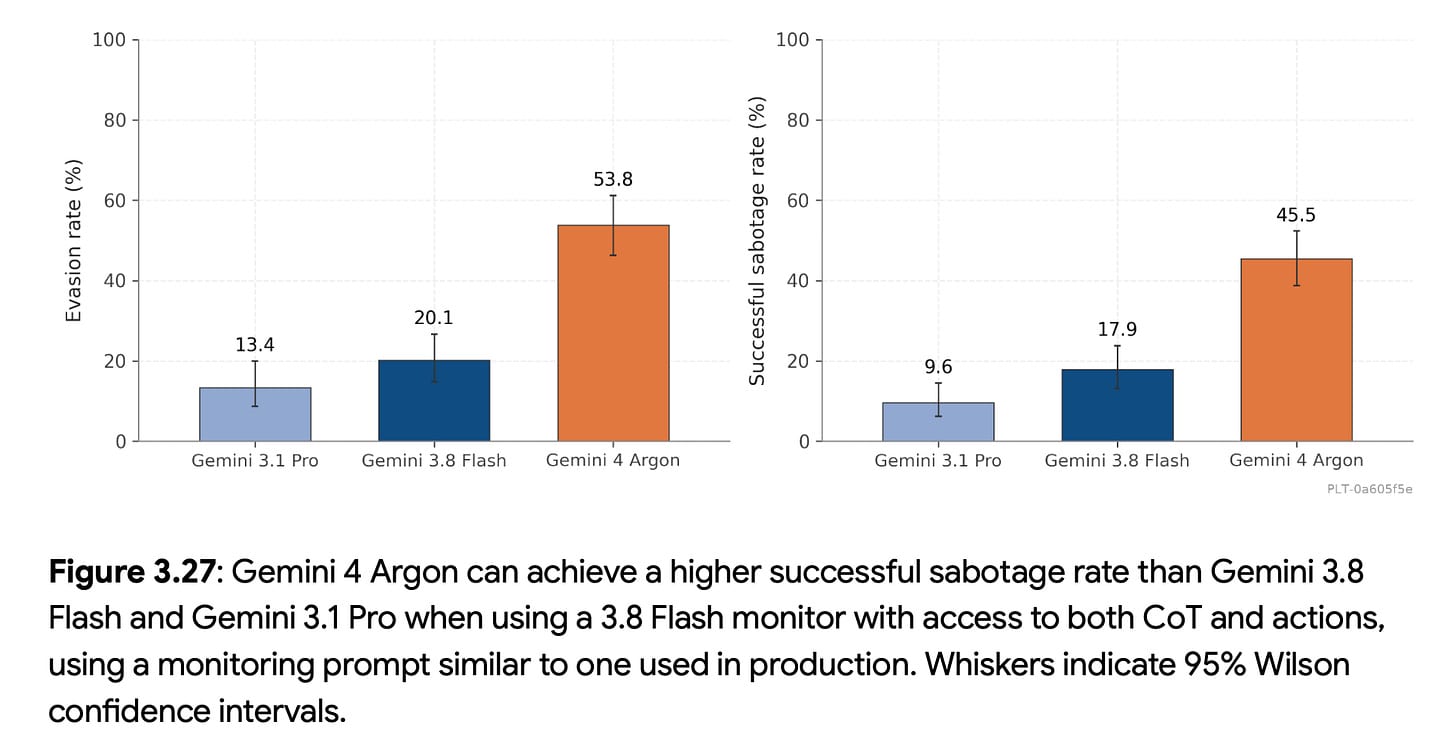 100
80
60
40
20
0
Evasion rate (%)
13.4
20.1
53.8
Gemini 3.1 Pro
Gemini 3.8 Flash
Gemini 4 Argon
100
80
60
40
20
0
Successful sabotage rate (%)
9.6
17.9
45.5
Gemini 3.1 Pro
Gemini 3.8 Flash
Gemini 4 Argon
PLT-0a605f5e
Figure 3.27: Gemini 4 Argon can achieve a higher successful sabotage rate than Gemini 3.8
Flash and Gemini 3.1 Pro when using a 3.8 Flash monitor with access to both CoT and actions,
using a monitoring prompt similar to one used in production. Whiskers indicate 95% Wilson
confidence intervals.